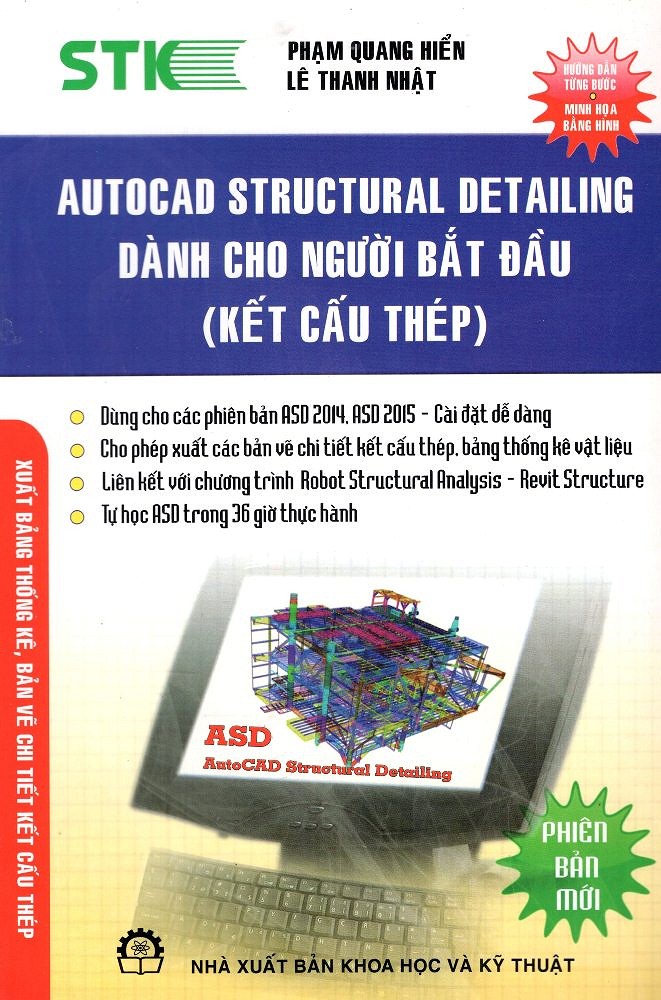 STK
PHẠM QUANG HIỂN
LÊ THANH NHẬT
HƯỚNG DẪN
TỪNG BƯỚC
•
MINH HỌA
BẰNG HÌNH
AUTOCAD STRUCTURAL DETAILING
DÀNH CHO NGƯỜI BẮT ĐẦU
(KẾT CẤU THÉP)
Dùng cho các phiên bản ASD 2014, ASD 2015 - Cài đặt dễ dàng
Cho phép xuất các bản vẽ chi tiết kết cấu thép, bảng thống kê vật liệu
Liên kết với chương trình Robot Structural Analysis - Revit Structure
Tự học ASD trong 36 giờ thực hành
XUẤT BẢNG THỐNG KÊ, BẢN VẼ CHI TIẾT KẾT CẤU THÉP
ASD
AutoCAD Structural Detailing
PHIÊN
BẢN
MỚI
NHÀ XUẤT BẢN KHOA HỌC VÀ KỸ THUẬT